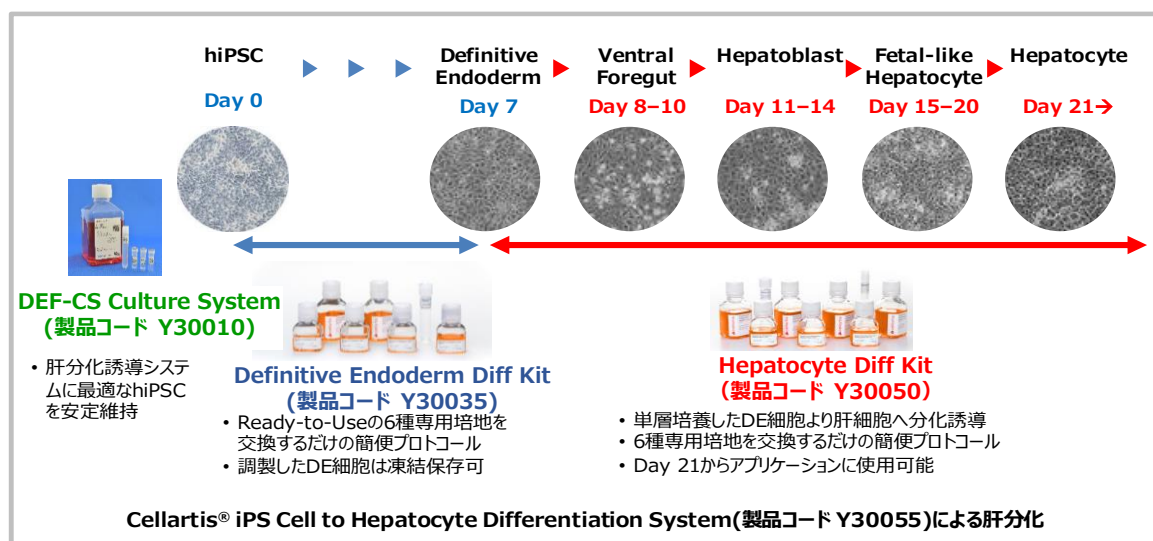 hiPSC
Definitive
Endoderm
Ventral
Foregut
Hepatoblast
Fetal-like
Hepatocyte
Hepatocyte
Day 0
Day 7
Day 8–10
Day 11–14
Day 15–20
Day 21→
DEF-CS Culture System
(製品コード Y30010)
• 肝分化誘導システ
ムに最適なhiPSC
を安定維持
Definitive Endoderm Diff Kit
(製品コード Y30035)
• Ready-to-Useの6種専用培地を
交換するだけの簡便プロトコール
• 調製したDE細胞は凍結保存可
Hepatocyte Diff Kit
(製品コード Y30050)
• 単層培養したDE細胞より肝細胞へ分化誘導
• 6種専用培地を交換するだけの簡便プロトコール
• Day 21からアプリケーションに使用可能
Cellartis® iPS Cell to Hepatocyte Differentiation System(製品コード Y30055)による肝分化